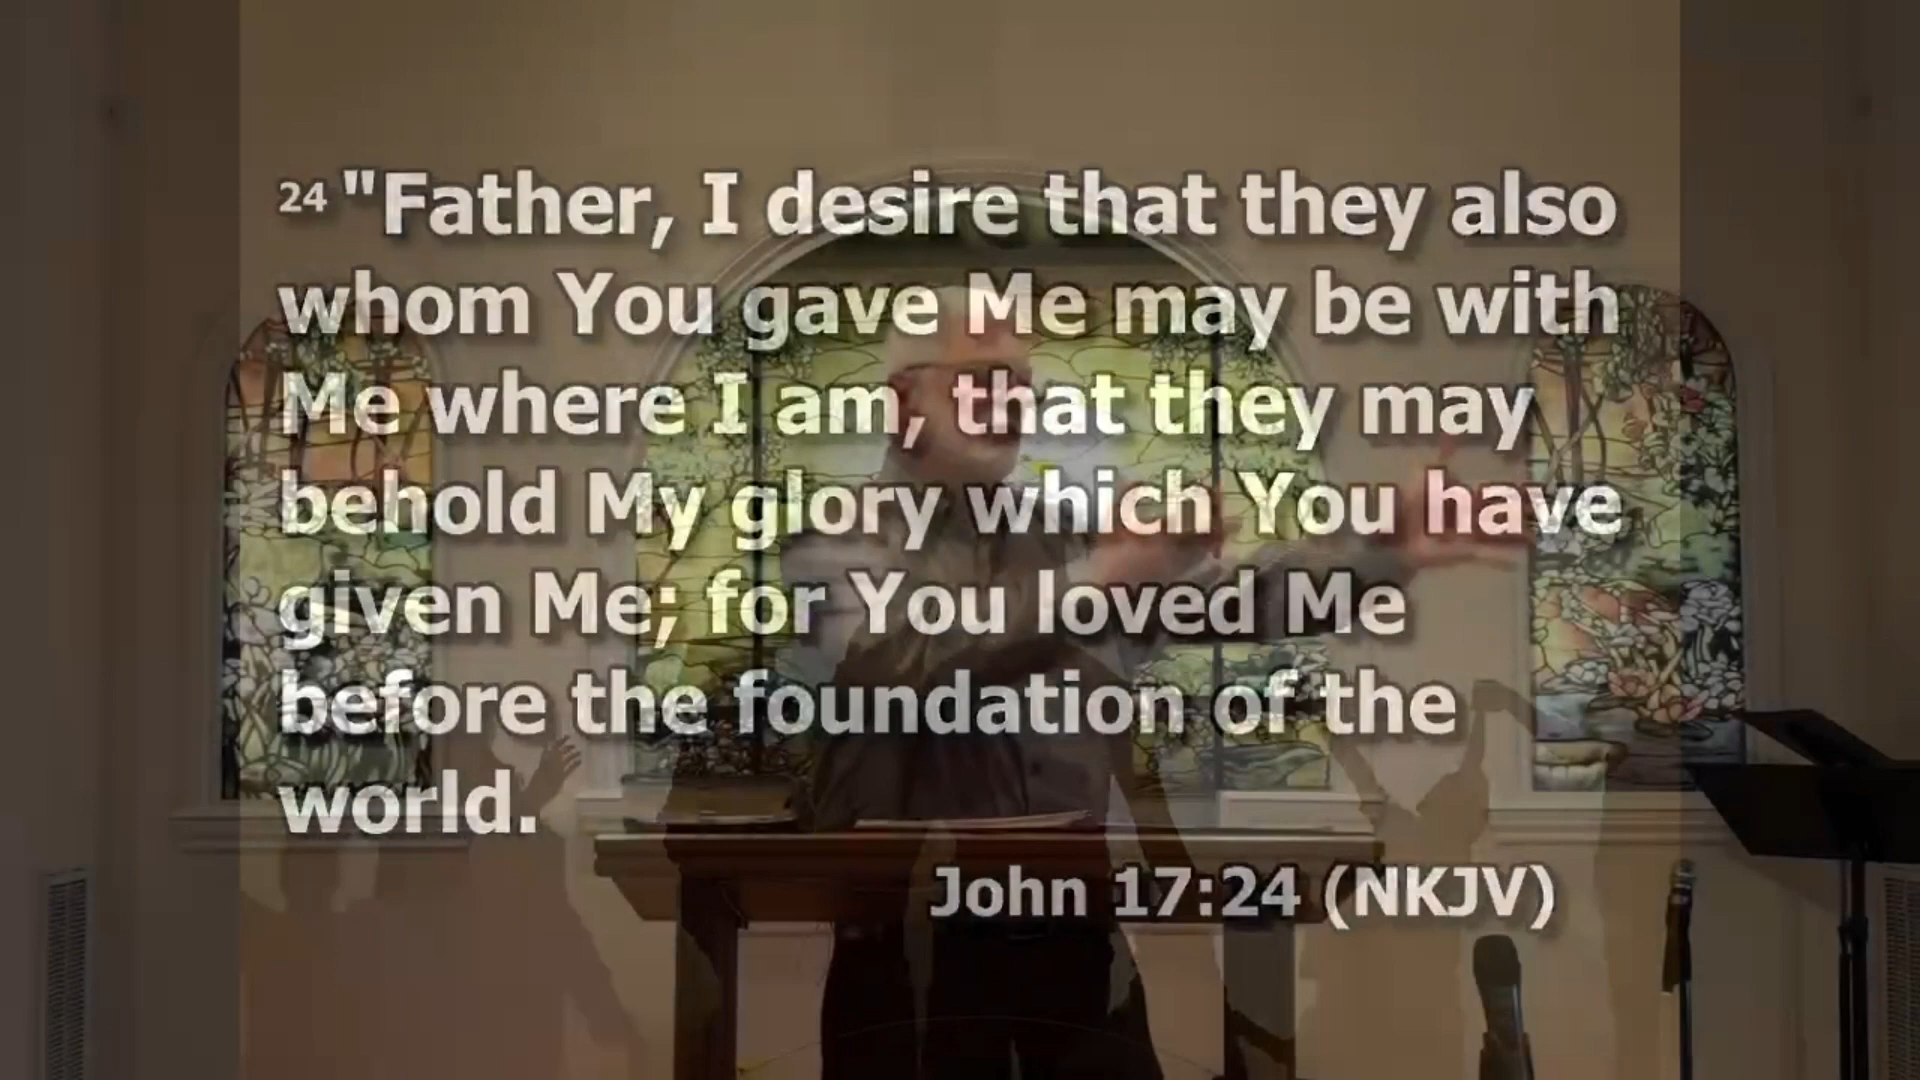 24 "Father, I desire that they also
whom You gave Me may be with
Me where I am, that they may
behold My glory which You have
given Me; for You loved Me
before the foundation of the
world.
John 17:24 (NKJV)